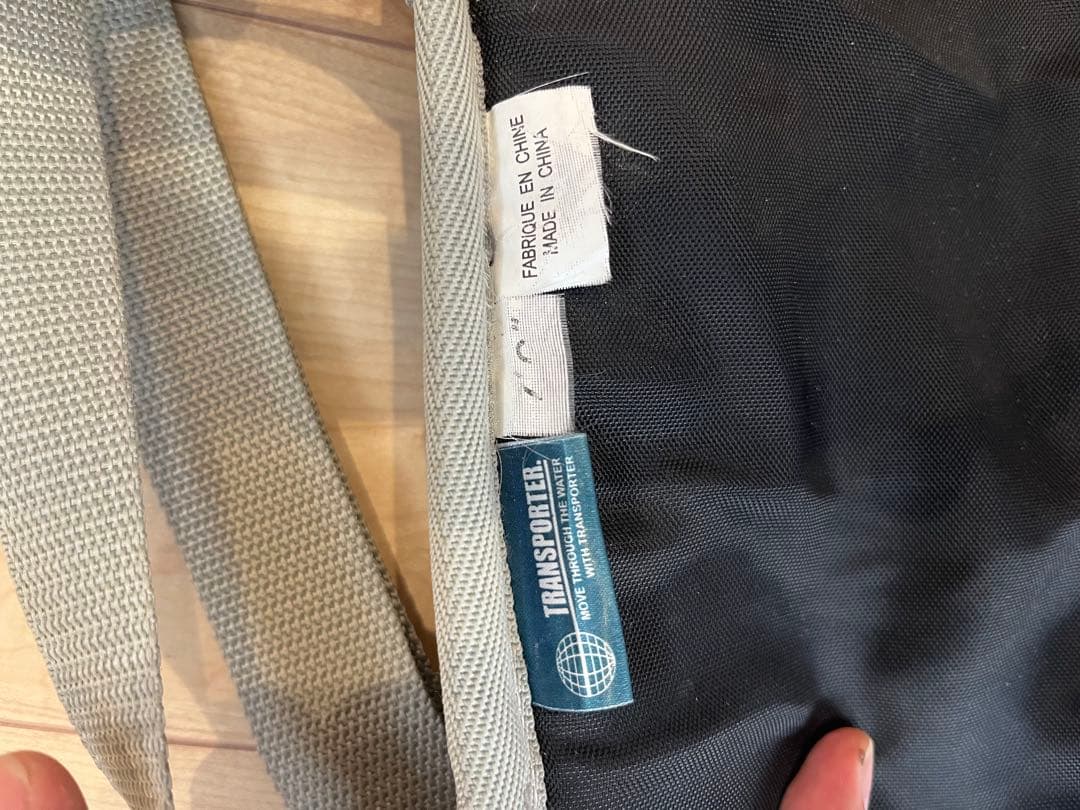 FABRIQUE EN CHINE
MADE IN CHINA
TRANSPORTER.
MOVE THROUGH THE WATER
WITH TRANSPORTER